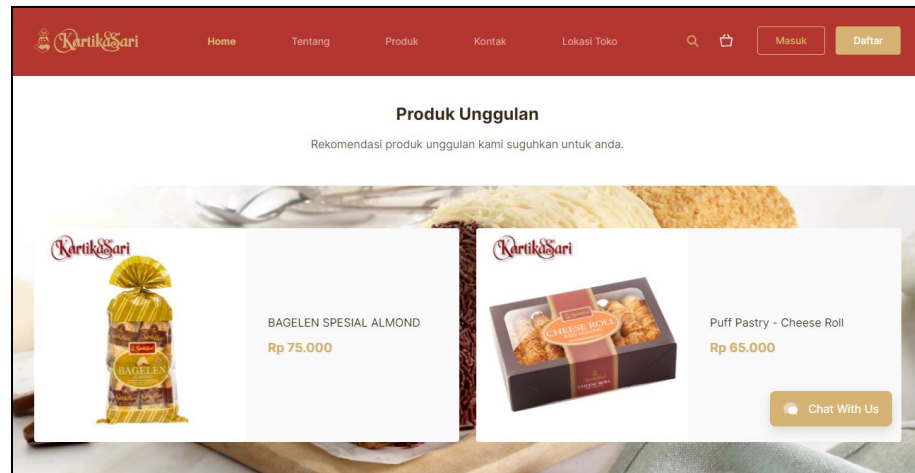 KartikaSari
Home
Tentang
Produk
Kontak
Lokasi Toko
Masuk
Daftar
Produk Unggulan
Rekomendasi produk unggulan kami suguhkan untuk anda.
KartikaSari
BAGELEN
BAGELEN SPESIAL ALMOND
Rp 75.000
KartikaSari
CHEESE ROLL
CHEESE ROLL
Puff Pastry - Cheese Roll
Rp 65.000
Chat With Us